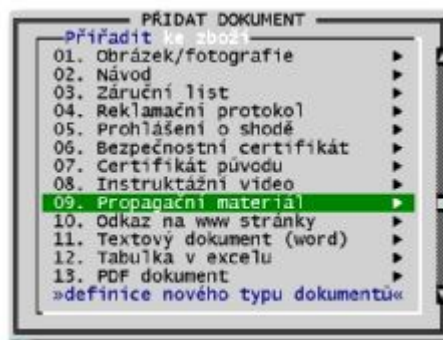 PŘIDAT DOKUMENT
Přiřadit ke zboží
01. Obrázek/fotografie
02. Návod
03. Záruční list
04. Reklamační protokol
05. Prohlášení o shodě
06. Bezpečnostní certifikát
07. Certifikát původu
08. Instruktážní video
09. Propagační materiál
10. Odkaz na www stránky
11. Textový dokument (word)
12. Tabulka v excelu
13. PDF dokument
»definice nového typu dokumentů«